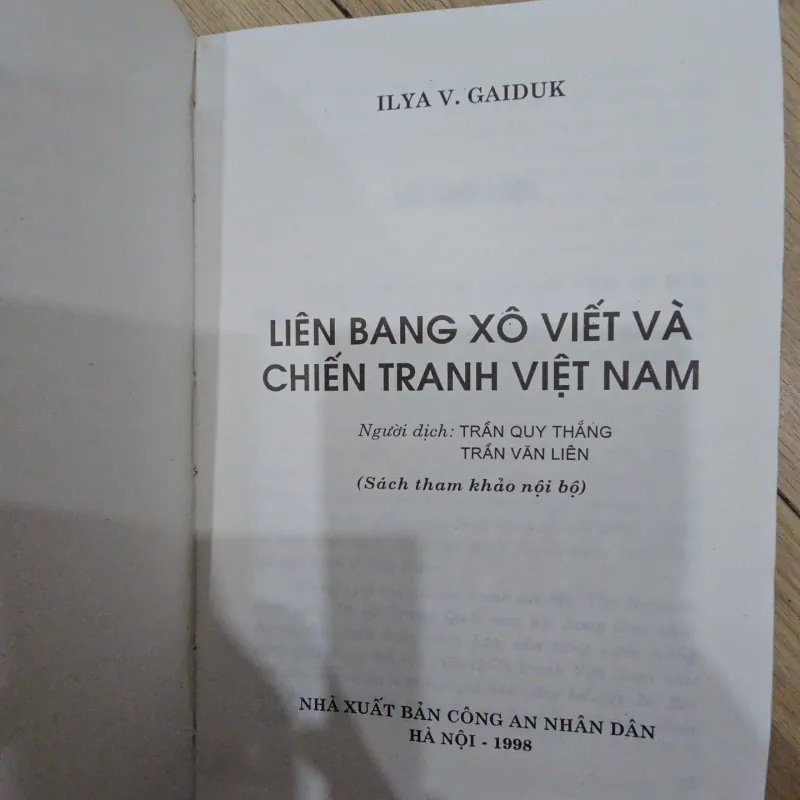 ILYA V. GAIDUK
LIÊN BANG XÔ VIẾT VÀ
CHIẾN TRANH VIỆT NAM
Người dịch: TRẦN QUY THẮNG
TRẦN VĂN LIÊN
(Sách tham khảo nội bộ)
NHÀ XUẤT BẢN CÔNG AN NHÂN DÂN
HÀ NỘI - 1998